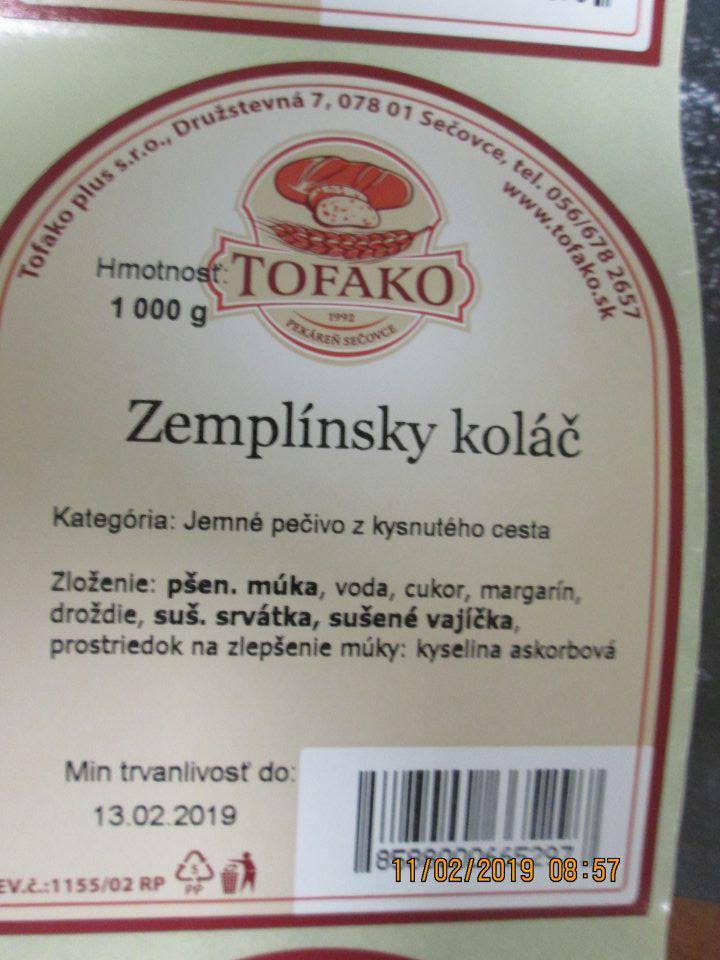 Tofako plus s.r.o., Družstevná 7, 078 01 Sečovce, tel. 056/678 2657
www.tofako.sk
Hmotnosť:
1 000 g
TOFAKO
1992
PEKÁREŇ SEČOVCE
Zemplínsky koláč
Kategória: Jemné pečivo z kysnutého cesta
Zloženie: pšen. múka, voda, cukor, margarín,
droždie, suš. srvátka, sušené vajíčka,
prostriedok na zlepšenie múky: kyselina askorbová
Min trvanlivosť do:
13.02.2019
EV.č.:1155/02 RP
5
PP
11/02/2019 08:57